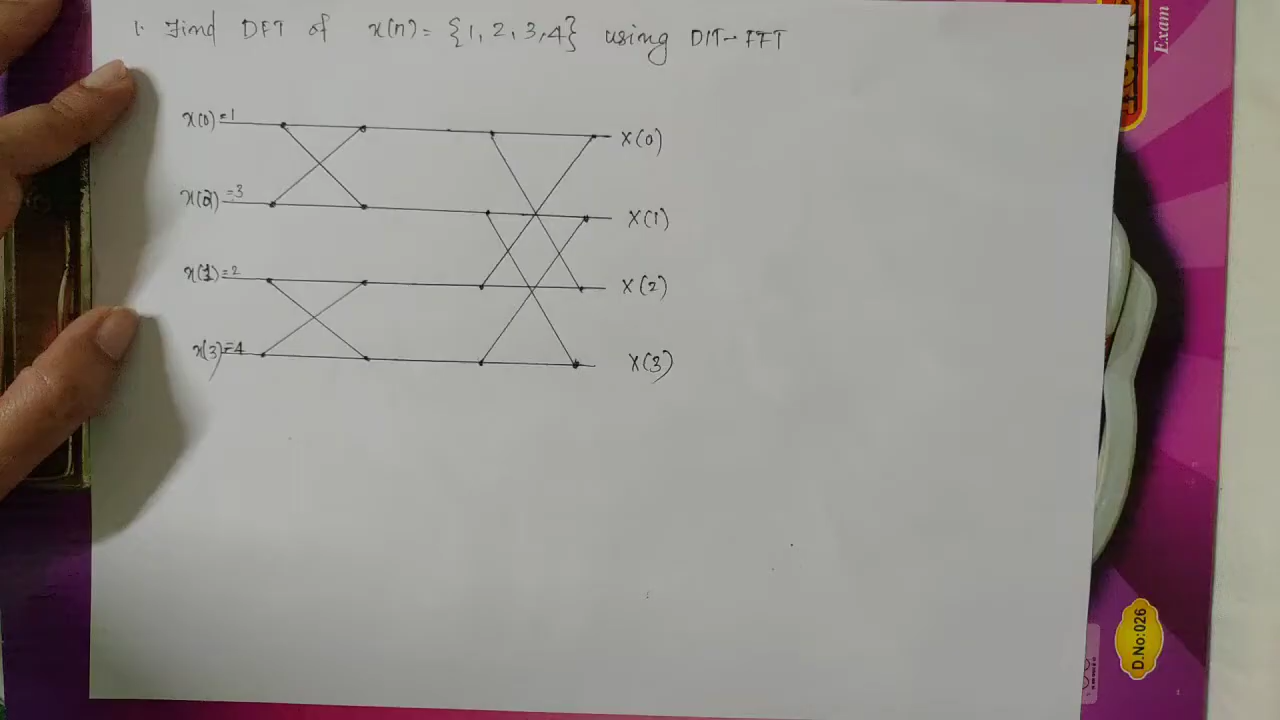 1. Find DFT of x(n) = {1, 2, 3, 4} using DIT-FFT
x(0)=1
X(0)
x(2)=3
X(1)
x(1)=2
X(2)
x(3)=4
X(3)
Exam
D.No:026